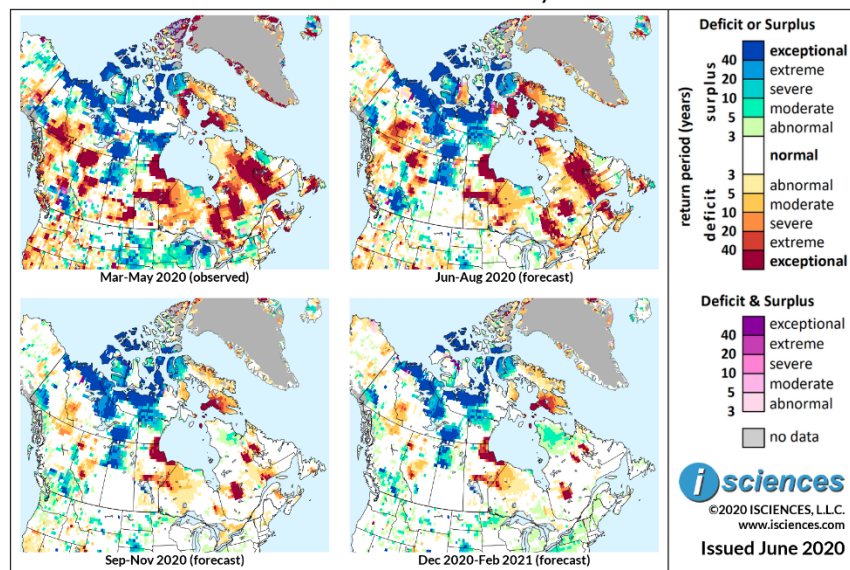 Mar-May 2020 (observed)
Jun-Aug 2020 (forecast)
Sep-Nov 2020 (forecast)
Dec 2020-Feb 2021 (forecast)
Deficit or Surplus
return period (years)
deficit
surplus
40
20
10
5
3
3
5
10
20
40
exceptional
extreme
severe
moderate
abnormal
normal
abnormal
moderate
severe
extreme
exceptional
Deficit & Surplus
40
20
10
5
3
exceptional
extreme
severe
moderate
abnormal
no data
i sciences
©2020 ISCIENCES, L.L.C.
www.isciences.com
Issued June 2020